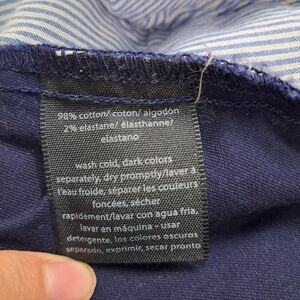 98% cotton/ coton/ algodón
2% elastane/ élasthanne/
elastano
wash cold, dark colors
separately, dry promptly/laver à
l'eau froide, séparer les couleurs
foncées, sécher
rapidement/lavar con agua fria,
lavar en máquina - usar
detergente, los colores oscuros
separado, exprimir, secar pronto